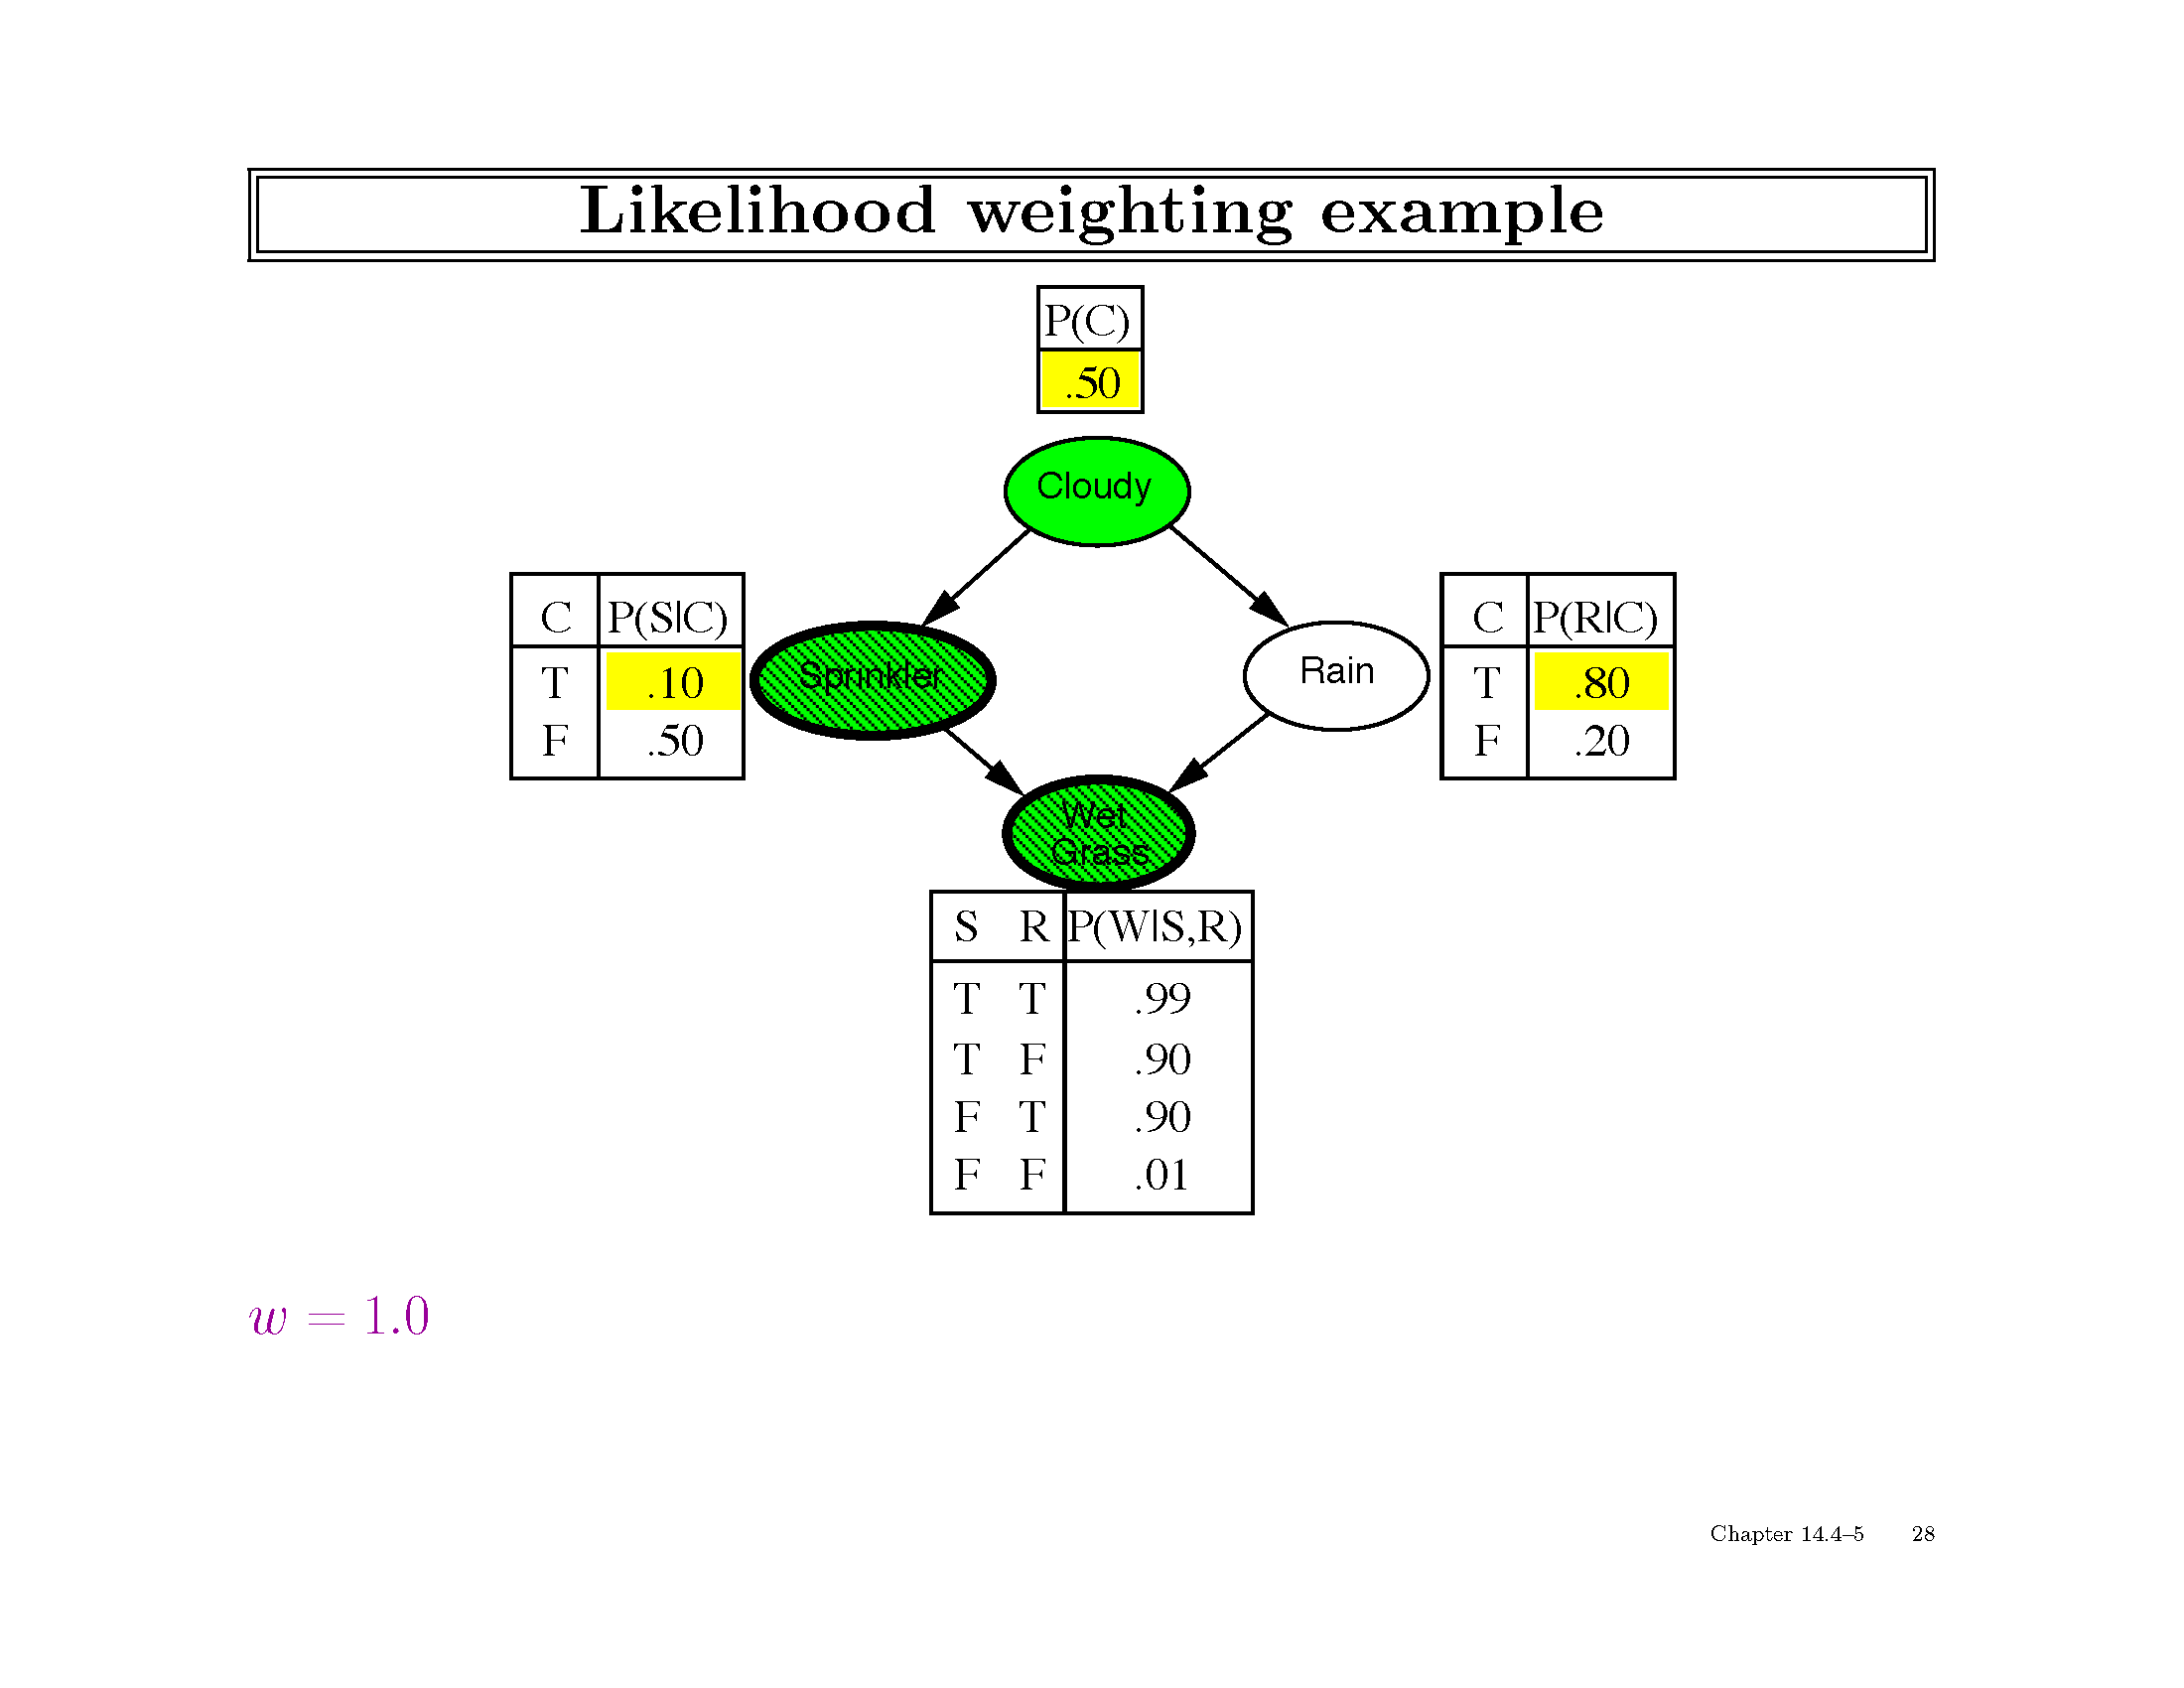 Likelihood weighting example
P(C)
.50
Cloudy
C P(S|C)
T .10
F .50
Sprinkler
Rain
C P(R|C)
T .80
F .20
Wet
Grass
S R P(W|S,R)
T T .99
T F .90
F T .90
F F .01
w = 1.0
Chapter 14.4–5 28